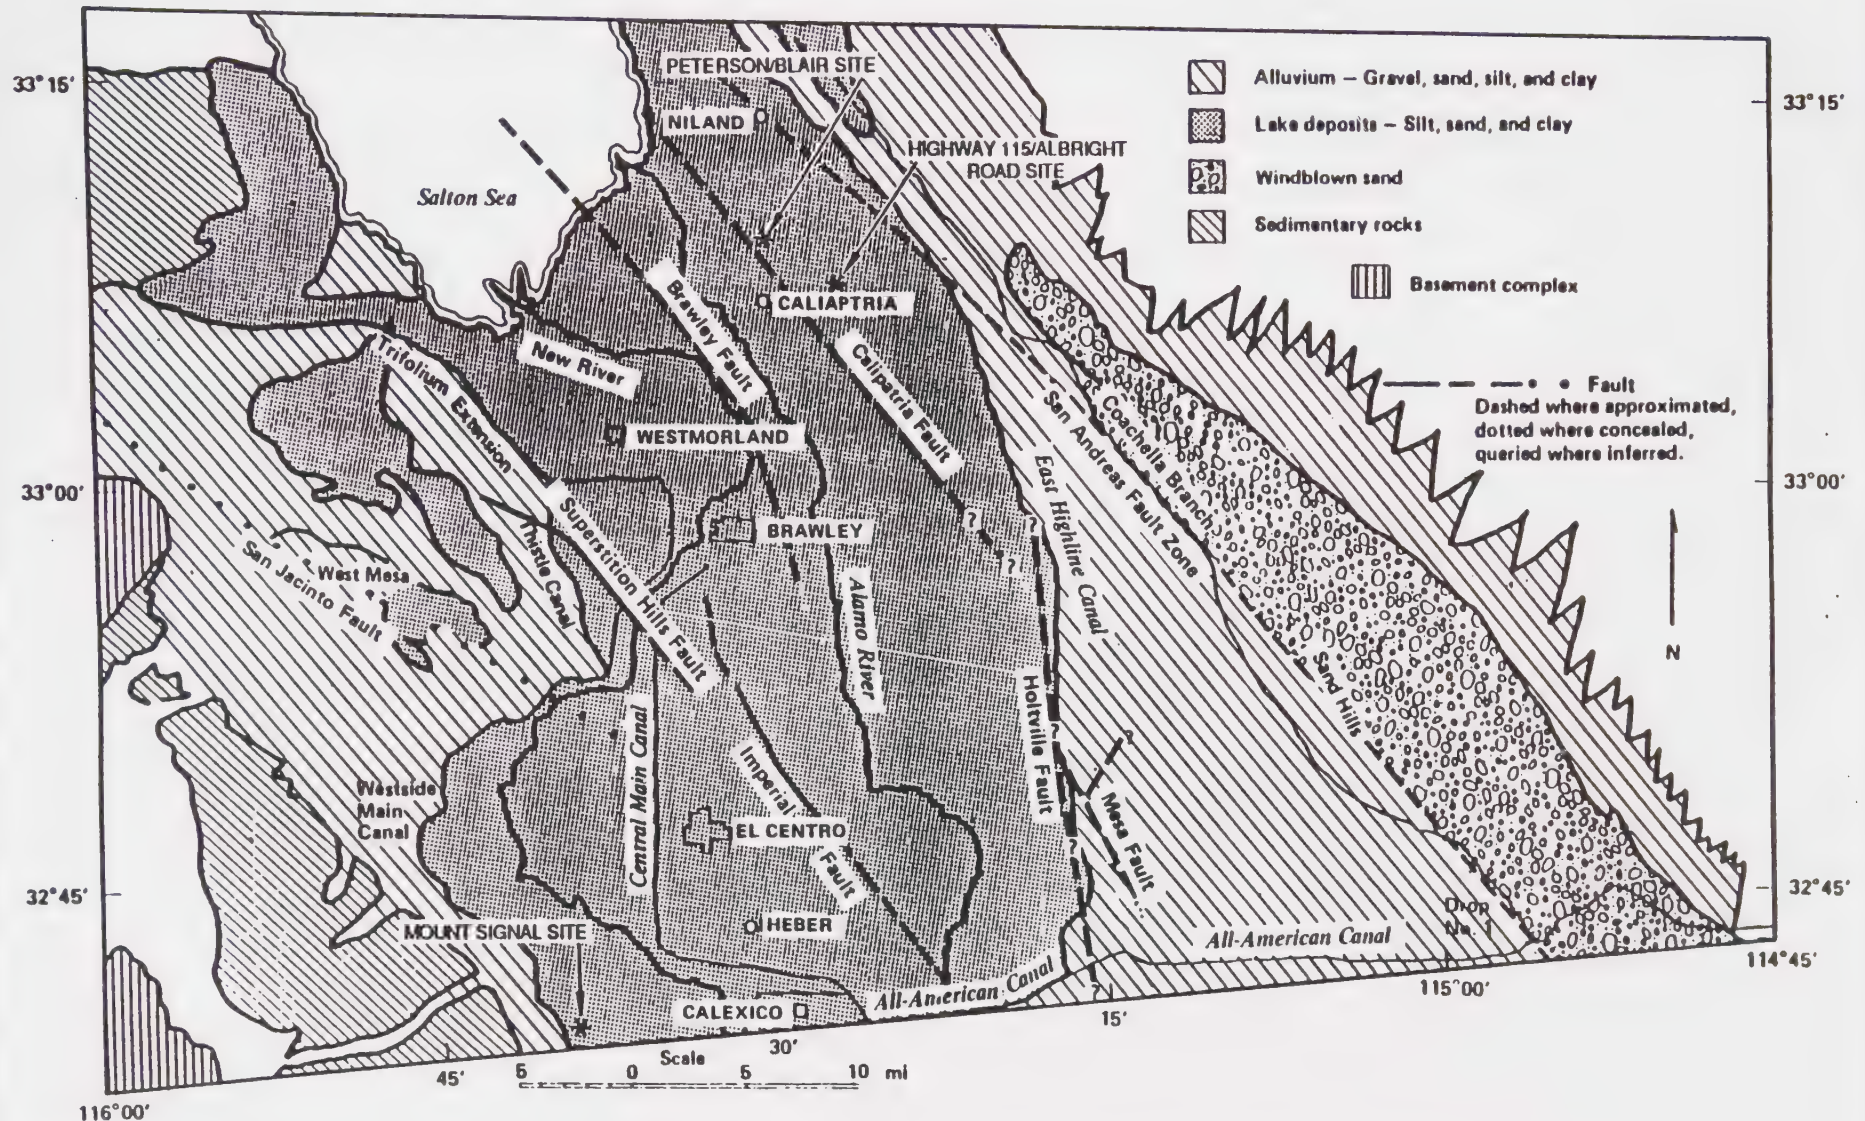 33°15'
PETERSON/BLAIR SITE
NILAND
HIGHWAY 115/ALBRIGHT
ROAD SITE
Salton Sea
Alluvium – Gravel, sand, silt, and clay
Lake deposits – Silt, sand, and clay
Windblown sand
Sedimentary rocks
Basement complex
33°15'
Fault
Dashed where approximated,
dotted where concealed,
queried where inferred.
CALIAPTRIA
Brawley Fault
New River
Trifolium Extension
Calipatria Fault
WESTMORLAND
San Andreas Fault Zone
Coachella Branch
East Highline Canal
33°00'
33°00'
Superstition Hills Fault
Thistle Canal
BRAWLEY
?
?
?
West Mesa
San Jacinto Fault
Alamo River
Sand Hills
N
Holtville Fault
Central Main Canal
Imperial
Fault
?
Mesa Fault
Westside
Main
Canal
EL CENTRO
?
32°45'
32°45'
MOUNT SIGNAL SITE
HEBER
Drop
No. 1
All-American Canal
All-American Canal
CALEXICO
?
114°45'
115°00'
15'
30'
45'
Scale
5 0 5 10 mi
116°00'